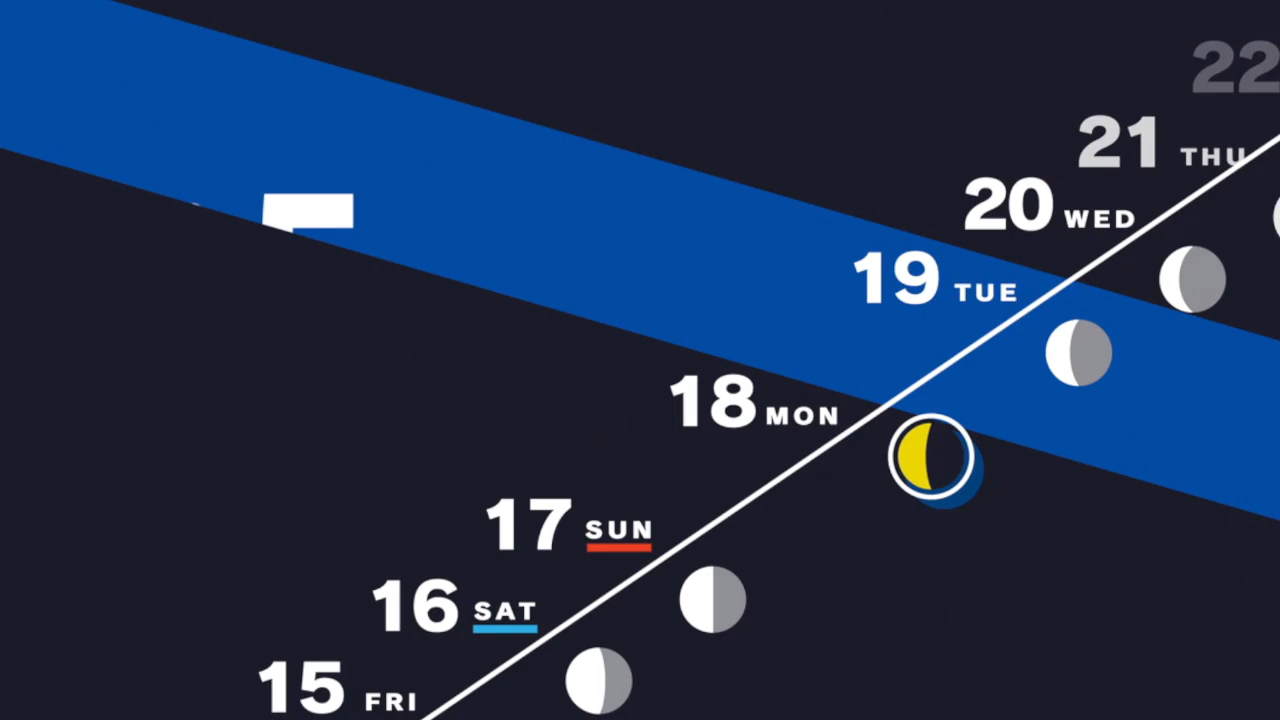 22
21 THU
20 WED
19 TUE
18 MON
17 SUN
16 SAT
15 FRI